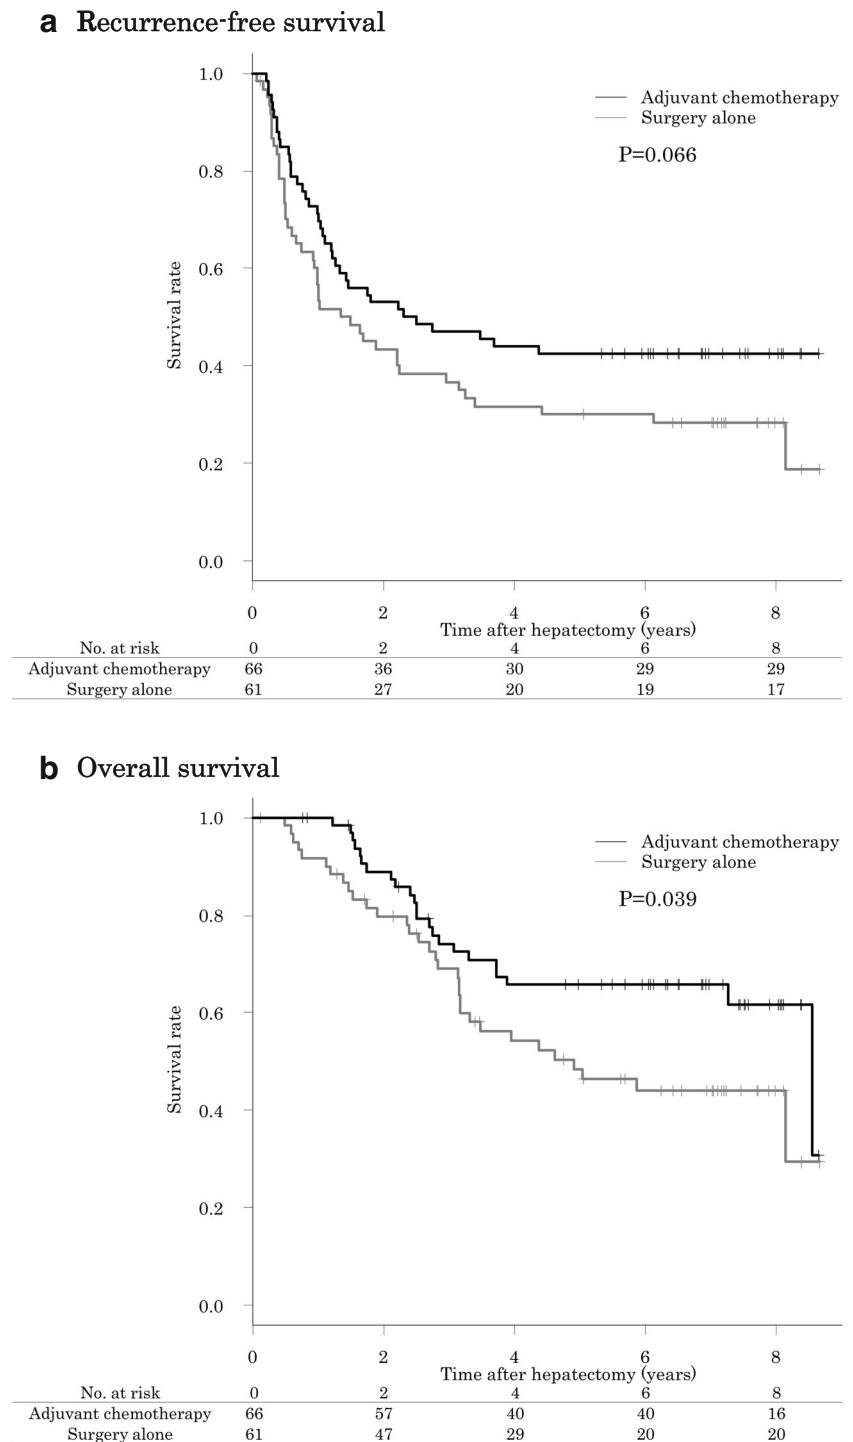 a Recurrence-free survival
1.0
Adjuvant chemotherapy
Surgery alone
P=0.066
0.8
0.6
Survival rate
0.4
0.2
0.0
0 2 4 6 8
Time after hepatectomy (years)
No. at risk 0 2 4 6 8
Adjuvant chemotherapy 66 36 30 29 29
Surgery alone 61 27 20 19 17
b Overall survival
1.0
Adjuvant chemotherapy
Surgery alone
P=0.039
0.8
0.6
Survival rate
0.4
0.2
0.0
0 2 4 6 8
Time after hepatectomy (years)
No. at risk 0 2 4 6 8
Adjuvant chemotherapy 66 57 40 40 16
Surgery alone 61 47 29 20 20